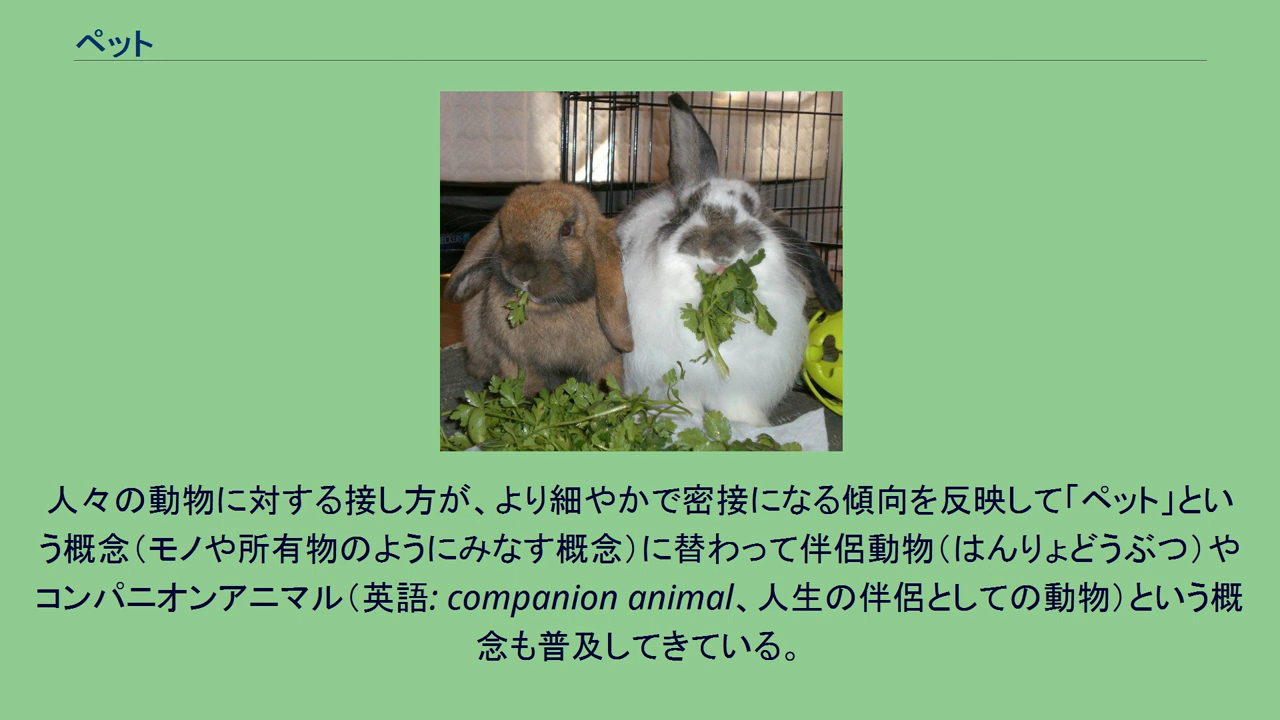 ペット
人々の動物に対する接し方が、より細やかで密接になる傾向を反映して「ペット」とい
う概念（モノや所有物のようにみなす概念）に替わって伴侶動物（はんりょどうぶつ）や
コンパニオンアニマル（英語: companion animal、人生の伴侶としての動物）という概
念も普及してきている。